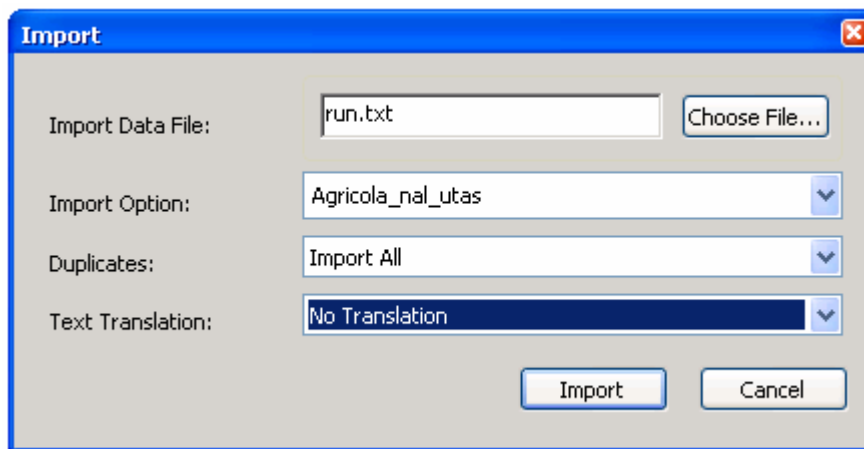 Import
Import Data File: run.txt Choose File...
Import Option: Agricola_nal_utas
Duplicates: Import All
Text Translation: No Translation
Import Cancel